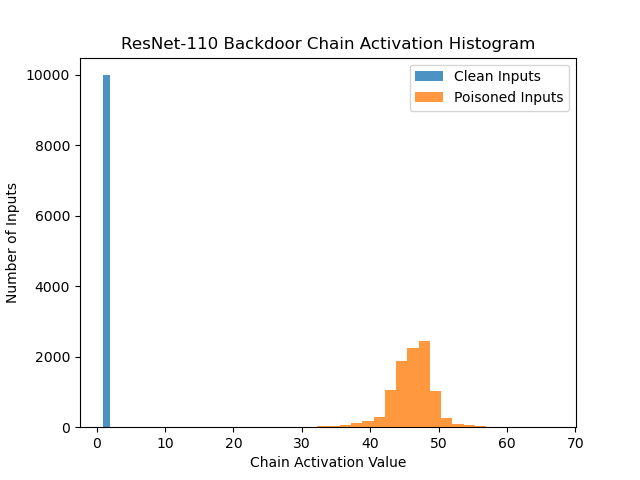 ResNet-110 Backdoor Chain Activation Histogram
Clean Inputs
Poisoned Inputs
Number of Inputs
10000
8000
6000
4000
2000
0
0 10 20 30 40 50 60 70
Chain Activation Value